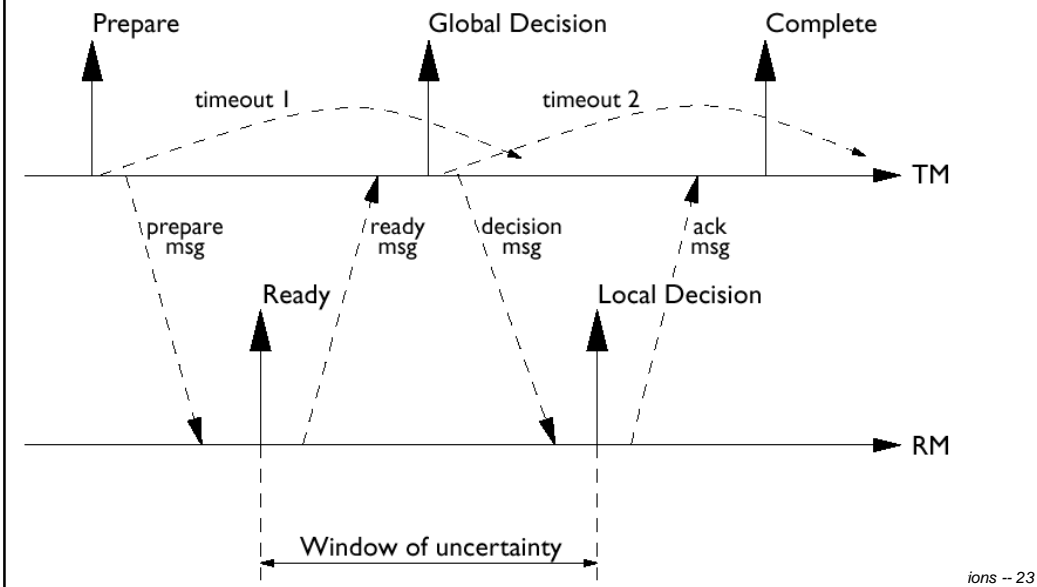 Prepare
Global Decision
Complete
timeout 1
timeout 2
TM
prepare
msg
ready
msg
decision
msg
ack
msg
Ready
Local Decision
RM
Window of uncertainty
ions -- 23